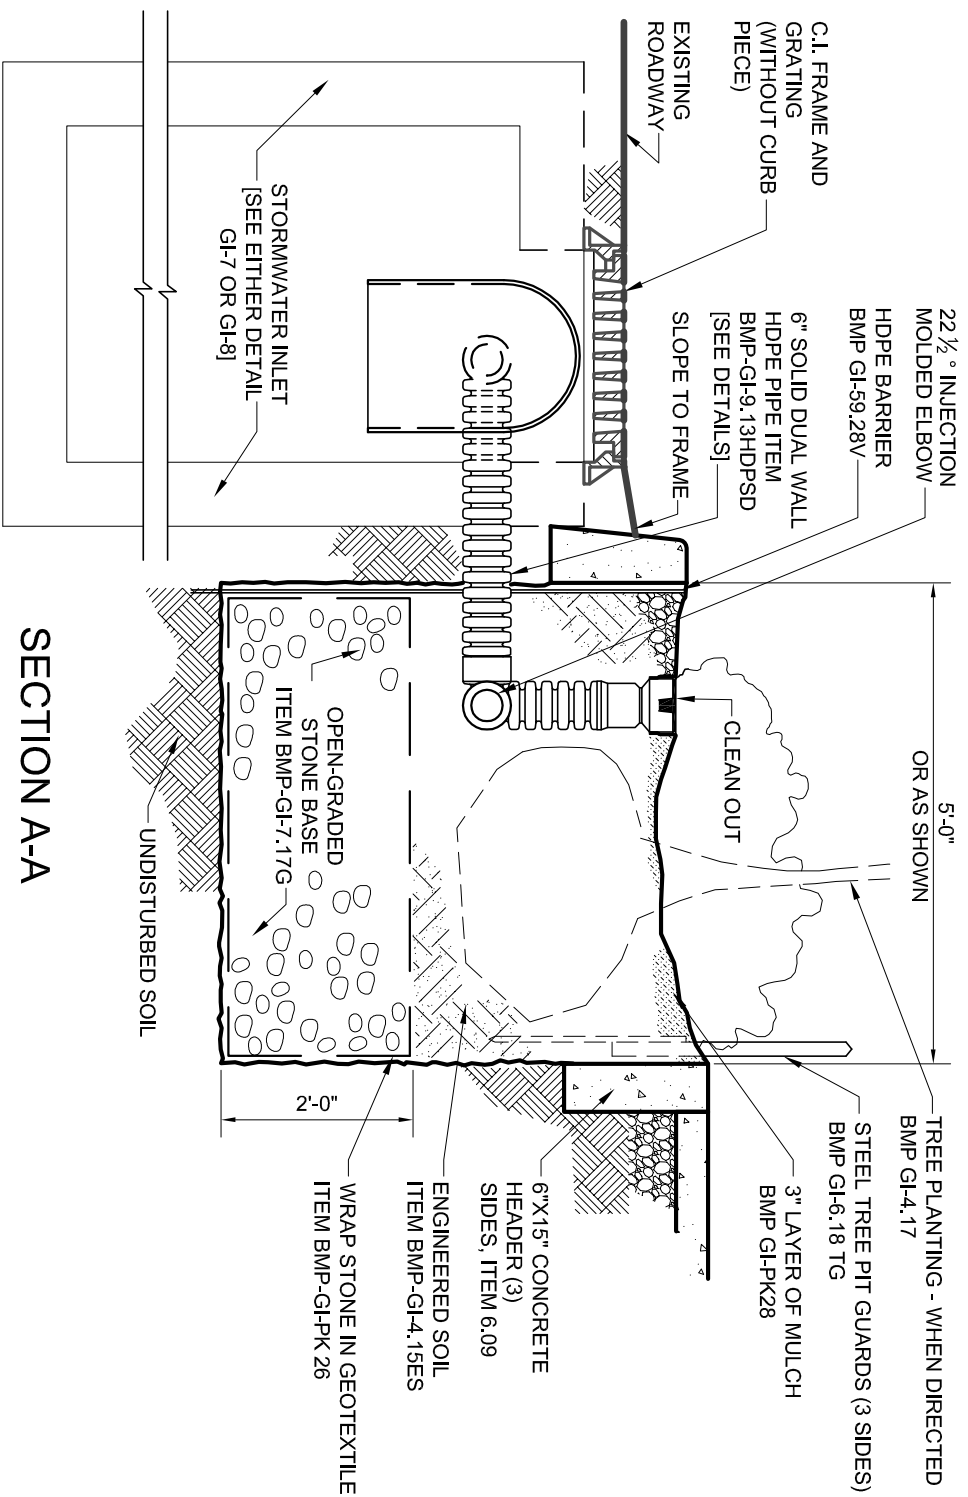 C.I. FRAME AND
GRATING
(WITHOUT CURB
PIECE)
EXISTING
ROADWAY
22 ½ ° INJECTION
MOLDED ELBOW
HDPE BARRIER
BMP GI-59.28V
6" SOLID DUAL WALL
HDPE PIPE ITEM
BMP-GI-9.13HDPSD
[SEE DETAILS]
SLOPE TO FRAME
STORMWATER INLET
[SEE EITHER DETAIL
GI-7 OR GI-8]
5'-0"
OR AS SHOWN
CLEAN OUT
TREE PLANTING - WHEN DIRECTED
BMP GI-4.17
STEEL TREE PIT GUARDS (3 SIDES)
BMP GI-6.18 TG
3" LAYER OF MULCH
BMP GI-PK28
6"X15" CONCRETE
HEADER (3)
SIDES, ITEM 6.09
ENGINEERED SOIL
ITEM BMP-GI-4.15ES
WRAP STONE IN GEOTEXTILE
ITEM BMP-GI-PK 26
2'-0"
OPEN-GRADED
STONE BASE
ITEM BMP-GI-7.17G
UNDISTURBED SOIL
SECTION A-A